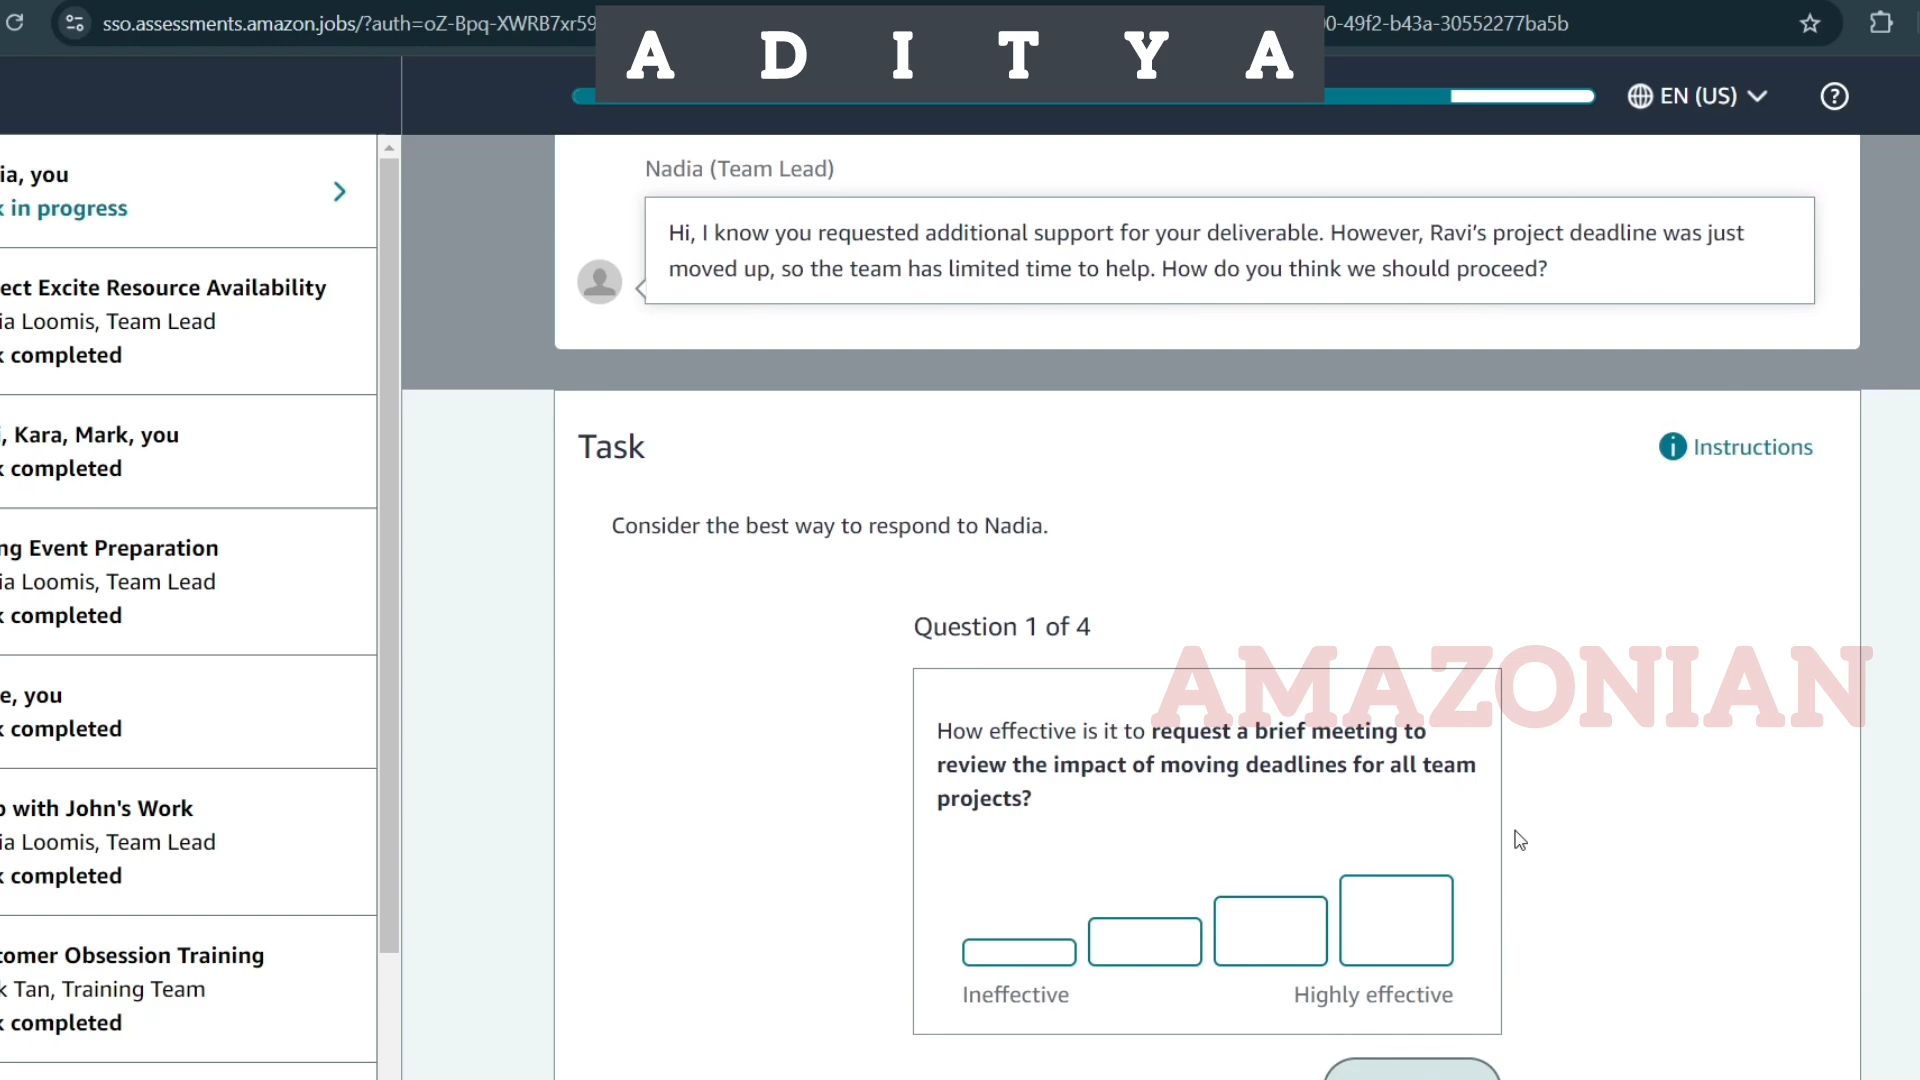 sso.assessments.amazon.jobs/?auth=oZ-Bpq-XWRB7xr59
0-49f2-b43a-30552277ba5b
A D I T Y A
EN (US)
ia, you
k in progress
ect Excite Resource Availability
ia Loomis, Team Lead
k completed
i, Kara, Mark, you
k completed
ng Event Preparation
ia Loomis, Team Lead
k completed
e, you
k completed
p with John's Work
ia Loomis, Team Lead
k completed
tomer Obsession Training
k Tan, Training Team
k completed
Nadia (Team Lead)
Hi, I know you requested additional support for your deliverable. However, Ravi’s project deadline was just
moved up, so the team has limited time to help. How do you think we should proceed?
Task
Instructions
Consider the best way to respond to Nadia.
Question 1 of 4
AMAZONIAN
How effective is it to request a brief meeting to
review the impact of moving deadlines for all team
projects?
Ineffective
Highly effective